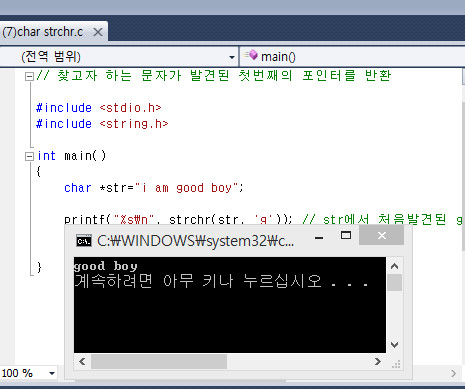 (7)char strchr.c
(전역 범위)
main()
// 찾고자 하는 문자가 발견된 첫번째의 포인터를 반환
#include <stdio.h>
#include <string.h>
int main()
{
char *str="i am good boy";
printf("%s₩n", strchr(str, 'g')); // str에서 처음발견된 g
}
C:₩WINDOWS₩system32₩c...
good boy
계속하려면 아무 키나 누르십시오 . . .
100 %